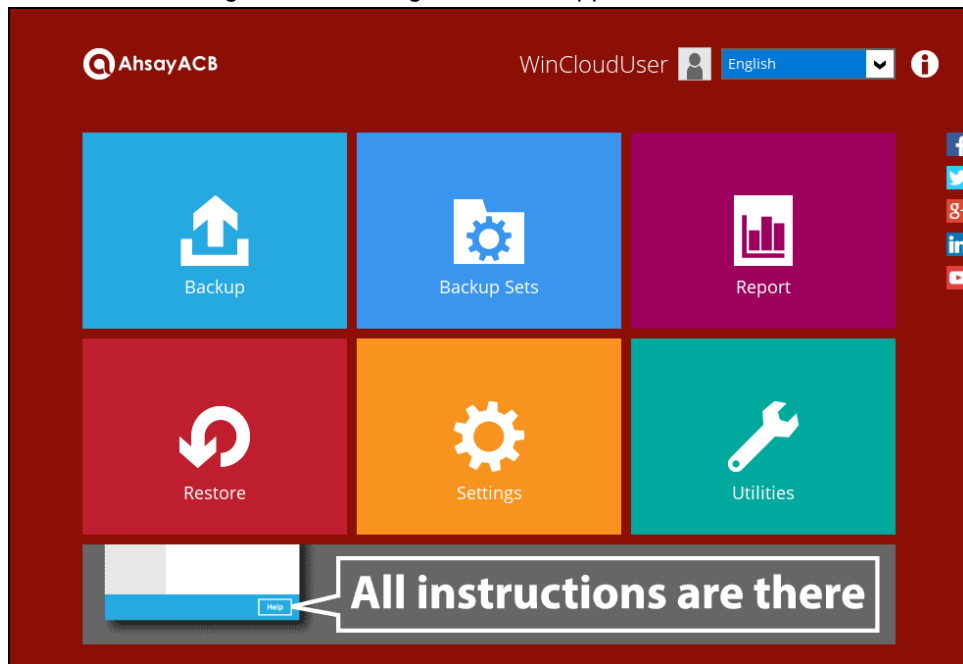 AhsayACB
WinCloudUser
English
Backup
Backup Sets
Report
Restore
Settings
Utilities
Help
All instructions are there